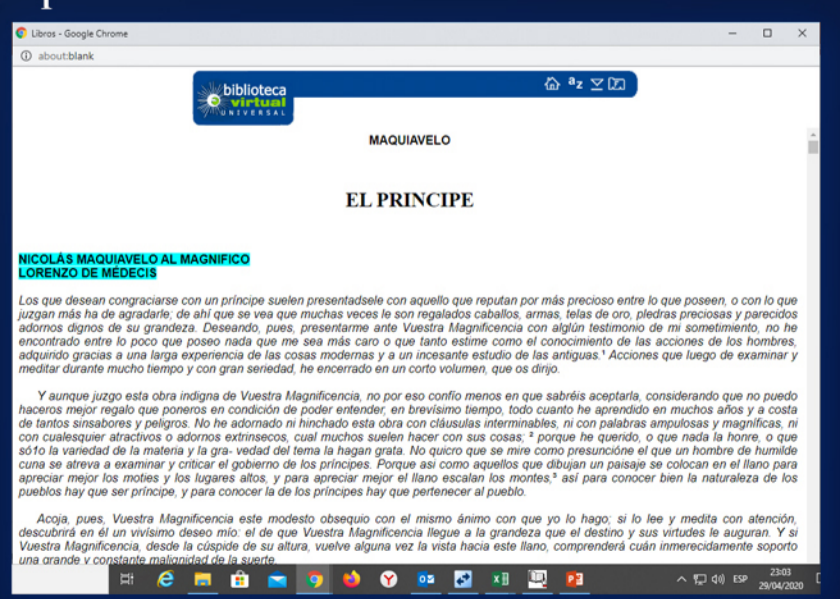 Libros - Google Chrome
about:blank
biblioteca
virtual
UNIVERSAL
az
MAQUIAVELO
EL PRINCIPE
NICOLÁS MAQUIAVELO AL MAGNIFICO
LORENZO DE MÉDECIS
Los que desean congraciarse con un príncipe suelen presentadsele con aquello que reputan por más precioso entre lo que poseen, o con lo que
juzgan más ha de agradarle; de ahí que se vea que muchas veces le son regalados caballos, armas, telas de oro, pledras preciosas y parecidos
adornos dignos de su grandeza. Deseando, pues, presentarme ante Vuestra Magnificencia con alglún testimonio de mi sometimiento, no he
encontrado entre lo poco que poseo nada que me sea más caro o que tanto estime como el conocimiento de las acciones de los hombres,
adquirido gracias a una larga experiencia de las cosas modernas y a un incesante estudio de las antiguas.¹ Acciones que luego de examinar y
meditar durante mucho tiempo y con gran seriedad, he encerrado en un corto volumen, que os dirijo.
Y aunque juzgo esta obra indigna de Vuestra Magnificencia, no por eso confío menos en que sabréis aceptarla, considerando que no puedo
haceros mejor regalo que poneros en condición de poder entender, en brevísimo tiempo, todo cuanto he aprendido en muchos años y a costa
de tantos sinsabores y peligros. No he adornado ni hinchado esta obra con cláusulas interminables, ni con palabras ampulosas y magníficas, ni
con cualesquier atractivos o adornos extrinsecos, cual muchos suelen hacer con sus cosas; ² porque he querido, o que nada la honre, o que
só1o la variedad de la materia y la gra- vedad del tema la hagan grata. No quicro que se mire como presuncióne el que un hombre de humilde
cuna se atreva a examinar y criticar el gobierno de los príncipes. Porque asi como aquellos que dibujan un paisaje se colocan en el llano para
apreciar mejor los moties y los lugares altos, y para apreciar mejor el llano escalan los montes,³ así para conocer bien la naturaleza de los
pueblos hay que ser príncipe, y para conocer la de los príncipes hay que pertenecer al pueblo.
Acoja, pues, Vuestra Magnificencia este modesto obsequio con el mismo ánimo con que yo lo hago; si lo lee y medita con atención,
descubrirá en él un vivísimo deseo mío: el de que Vuestra Magnificencia llegue a la grandeza que el destino y sus virtudes le auguran. Y si
Vuestra Magnificencia, desde la cúspide de su altura, vuelve alguna vez la vista hacia este llano, comprenderá cuán inmerecidamente soporto
una grande y constante malignidad de la suerte.
ESP
23:03
29/04/2020